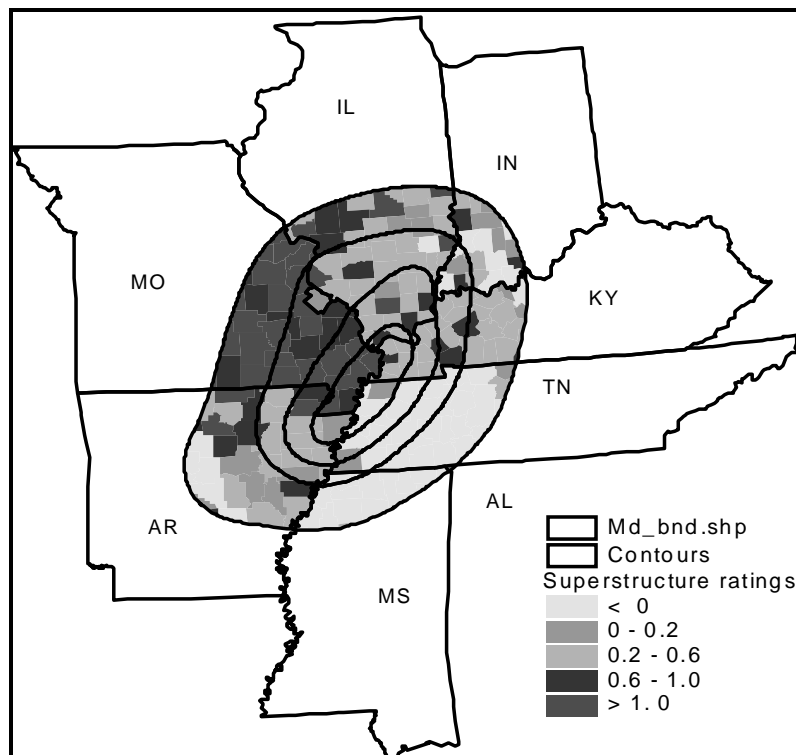 IL
IN
MO
KY
TN
AR
AL
MS
Md_bnd.shp
Contours
Superstructure ratings
< 0
0 - 0.2
0.2 - 0.6
0.6 - 1.0
> 1.0